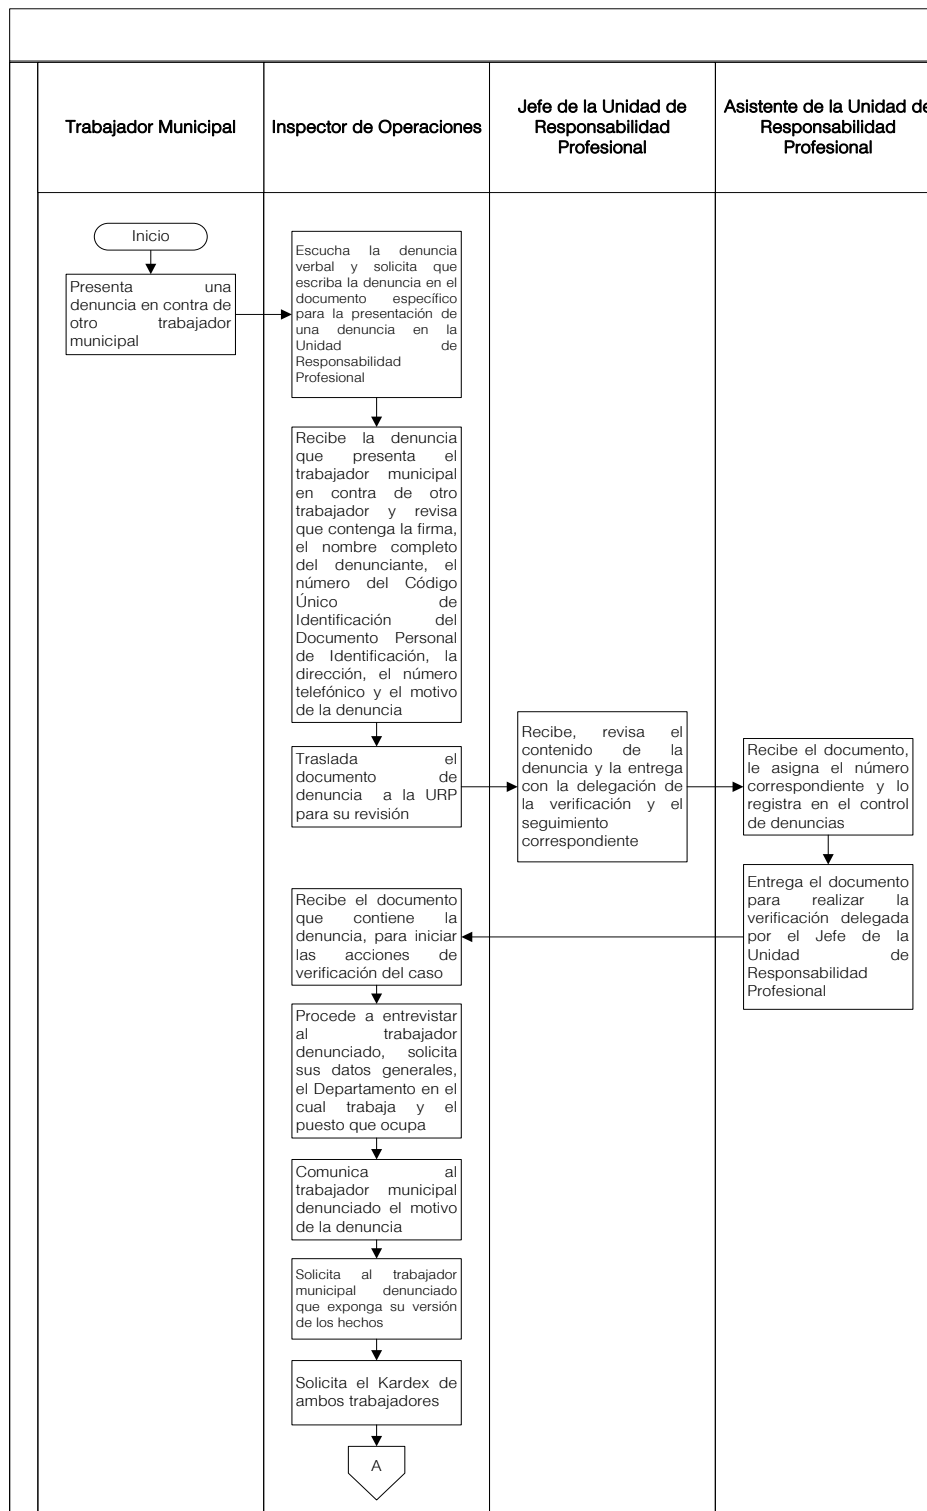 Trabajador Municipal
Inspector de Operaciones
Jefe de la Unidad de
Responsabilidad
Profesional
Asistente de la Unidad de
Responsabilidad
Profesional
Inicio
Presenta una
denuncia en contra de
otro trabajador
municipal
Escucha la denuncia
verbal y solicita que
escriba la denuncia en el
documento específico
para la presentación de
una denuncia en la
Unidad de
Responsabilidad
Profesional
Recibe la denuncia
que presenta el
trabajador municipal
en contra de otro
trabajador y revisa
que contenga la firma,
el nombre completo
del denunciante, el
número del Código
Único de
Identificación del
Documento Personal
de Identificación, la
dirección, el número
telefónico y el motivo
de la denuncia
Traslada el
documento de
denuncia a la URP
para su revisión
Recibe, revisa el
contenido de la
denuncia y la entrega
con la delegación de
la verificación y el
seguimiento
correspondiente
Recibe el documento,
le asigna el número
correspondiente y lo
registra en el control
de denuncias
Entrega el documento
para realizar la
verificación delegada
por el Jefe de la
Unidad de
Responsabilidad
Profesional
Recibe el documento
que contiene la
denuncia, para iniciar
las acciones de
verificación del caso
Procede a entrevistar
al trabajador
denunciado, solicita
sus datos generales,
el Departamento en el
cual trabaja y el
puesto que ocupa
Comunica al
trabajador municipal
denunciado el motivo
de la denuncia
Solicita al trabajador
municipal denunciado
que exponga su versión
de los hechos
Solicita el Kardex de
ambos trabajadores
A